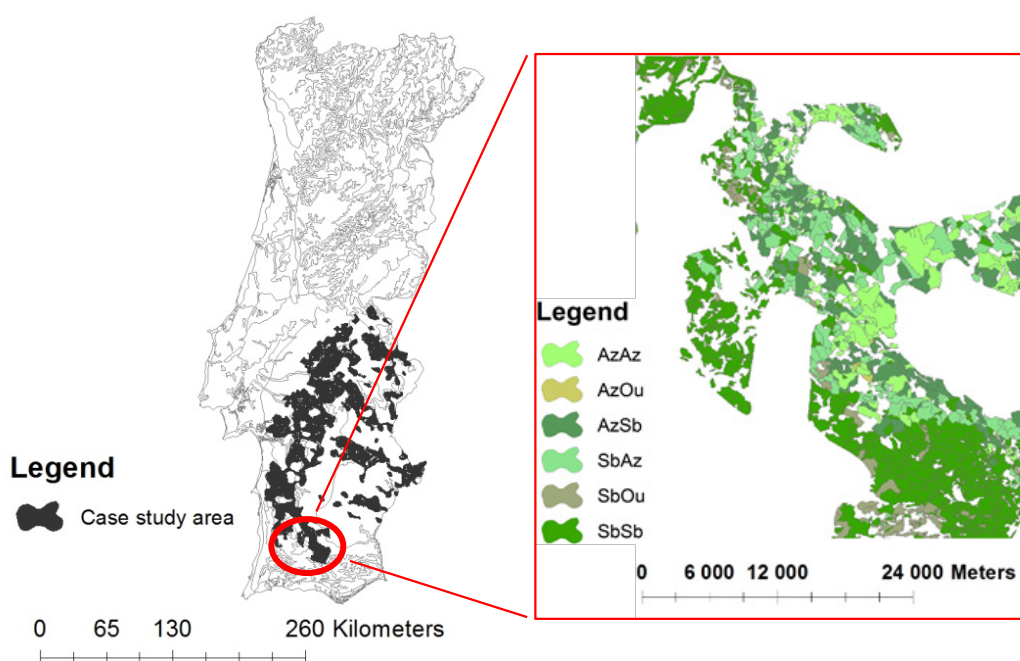 Legend
Case study area
0 65 130 260 Kilometers
Legend
AzAz
AzOu
AzSb
SbAz
SbOu
SbSb
0 6 000 12 000 24 000 Meters